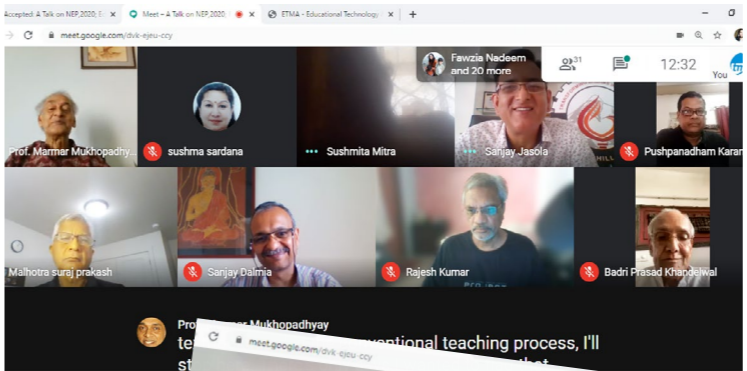 Accepted: A Talk on NEP,2020; E
Meet – A Talk on NEP,2020;
ETMA - Educational Technology
meet.google.com/dvk-ejeu-ccy
Fawzia Nadeem
and 20 more
31
12:32
You
Prof. Marmar Mukhopadhy...
sushma sardana
Sushmita Mitra
Sanjay Jasola
Pushpanadham Karan
Malhotra suraj prakash
Sanjay Dalmia
Rajesh Kumar
Badri Prasad Khandelwal
Mukhopadhyay
teaching process, I'll
meet.google.com/dvk-ejeu-ccy